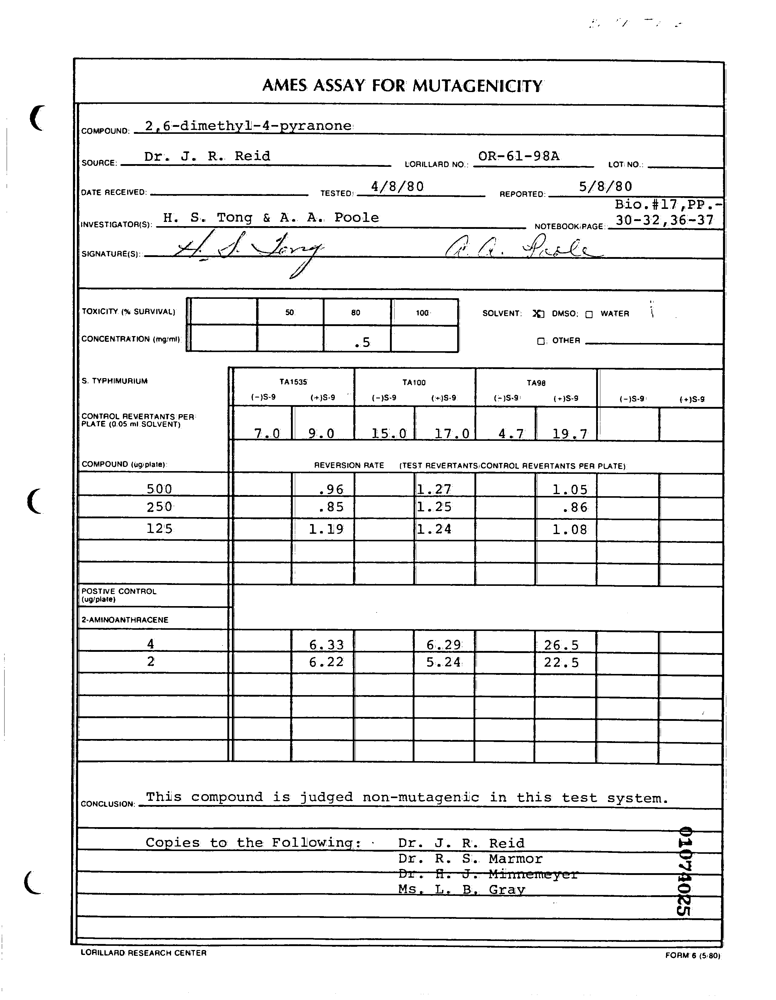 AMES ASSAY FOR MUTAGENICITY
COMPOUND: 2,6-dimethyl-4-pyranone
SOURCE: Dr. J. R. Reid LORILLARD NO.: OR-61-98A LOT NO.:
DATE RECEIVED: TESTED: 4/8/80 REPORTED: 5/8/80
Bio.#17,PP.-
INVESTIGATOR(S): H. S. Tong & A. A. Poole NOTEBOOK-PAGE: 30-32,36-37
SIGNATURE(S): H. S. Tong A. A. Poole
TOXICITY (% SURVIVAL) 50 80 100 SOLVENT: X DMSO; WATER
CONCENTRATION (mg/ml) .5 OTHER
S. TYPHIMURIUM TA1535 TA100 TA98
(-)S-9 (+)S-9 (-)S-9 (+)S-9 (-)S-9 (+)S-9 (-)S-9 (+)S-9
CONTROL REVERTANTS PER
PLATE (0.05 ml SOLVENT) 7.0 9.0 15.0 17.0 4.7 19.7
COMPOUND (ug/plate) REVERSION RATE (TEST REVERTANTS/CONTROL REVERTANTS PER PLATE)
500 .96 1.27 1.05
250 .85 1.25 .86
125 1.19 1.24 1.08
POSTIVE CONTROL
(ug/plate)
2-AMINOANTHRACENE
4 6.33 6.29 26.5
2 6.22 5.24 22.5
CONCLUSION: This compound is judged non-mutagenic in this test system.
Copies to the Following: Dr. J. R. Reid
Dr. R. S. Marmor
Dr. H. J. Minnemeyer
Ms. L. B. Gray
01074025
LORILLARD RESEARCH CENTER FORM 6 (5/80)